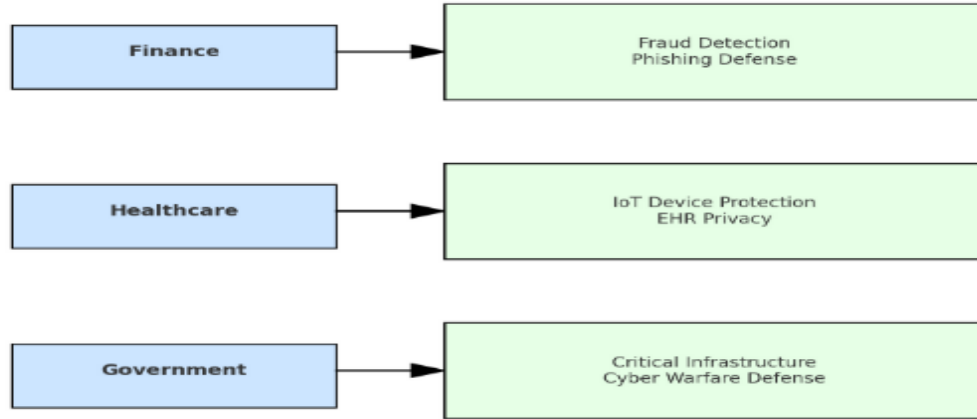 Finance
Fraud Detection
Phishing Defense
Healthcare
IoT Device Protection
EHR Privacy
Government
Critical Infrastructure
Cyber Warfare Defense